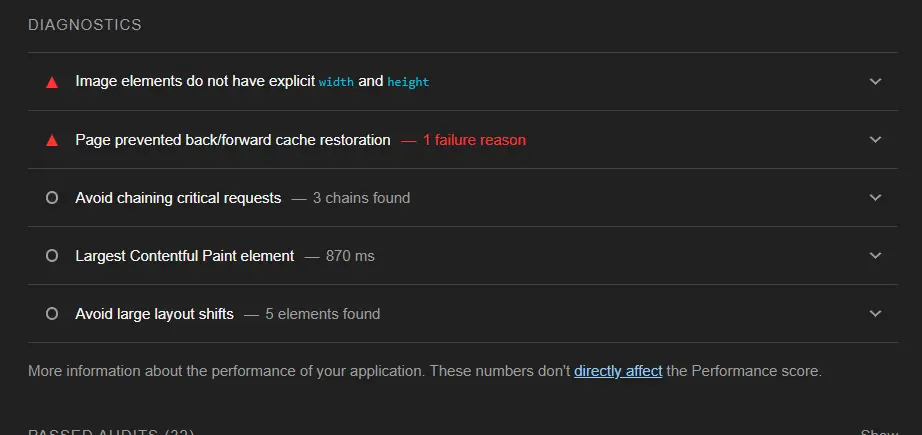 DIAGNOSTICS
Image elements do not have explicit width and height
Page prevented back/forward cache restoration — 1 failure reason
Avoid chaining critical requests — 3 chains found
Largest Contentful Paint element — 870 ms
Avoid large layout shifts — 5 elements found
More information about the performance of your application. These numbers don't directly affect the Performance score.
PASSED AUDITS (32) Show